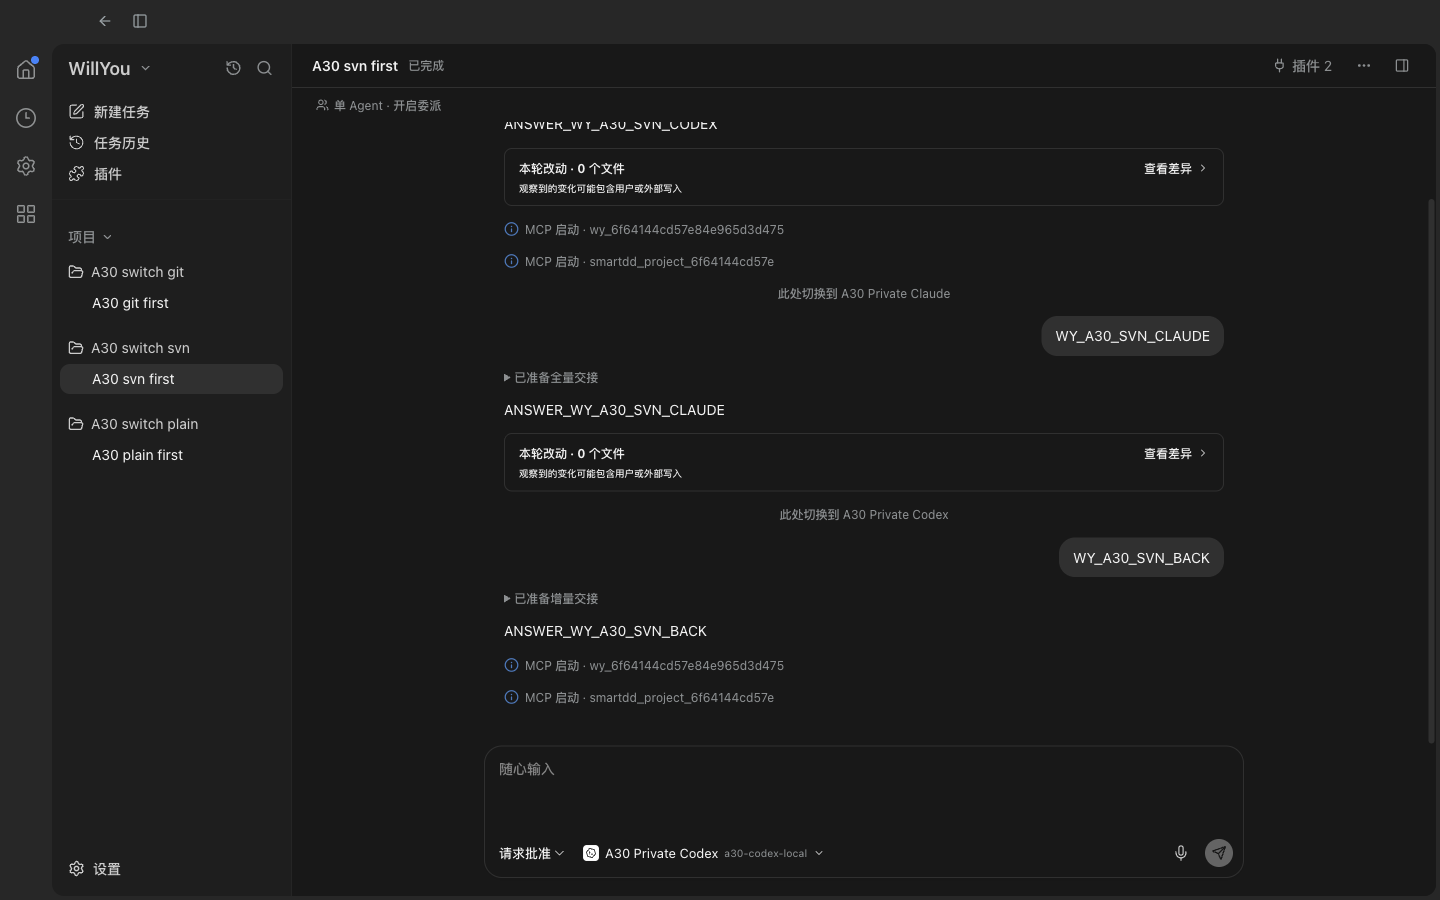 WillYou
新建任务
任务历史
插件
项目
A30 switch git
A30 git first
A30 switch svn
A30 svn first
A30 switch plain
A30 plain first
设置
A30 svn first 已完成
插件 2
单 Agent · 开启委派
ANSWER_WY_A30_SVN_CODEX
本轮改动 · 0 个文件
查看差异
观察到的变化可能包含用户或外部写入
MCP 启动 · wy_6f64144cd57e84e965d3d475
MCP 启动 · smartdd_project_6f64144cd57e
此处切换到 A30 Private Claude
WY_A30_SVN_CLAUDE
已准备全量交接
ANSWER_WY_A30_SVN_CLAUDE
本轮改动 · 0 个文件
查看差异
观察到的变化可能包含用户或外部写入
此处切换到 A30 Private Codex
WY_A30_SVN_BACK
已准备增量交接
ANSWER_WY_A30_SVN_BACK
MCP 启动 · wy_6f64144cd57e84e965d3d475
MCP 启动 · smartdd_project_6f64144cd57e
随心输入
请求批准
A30 Private Codex a30-codex-local